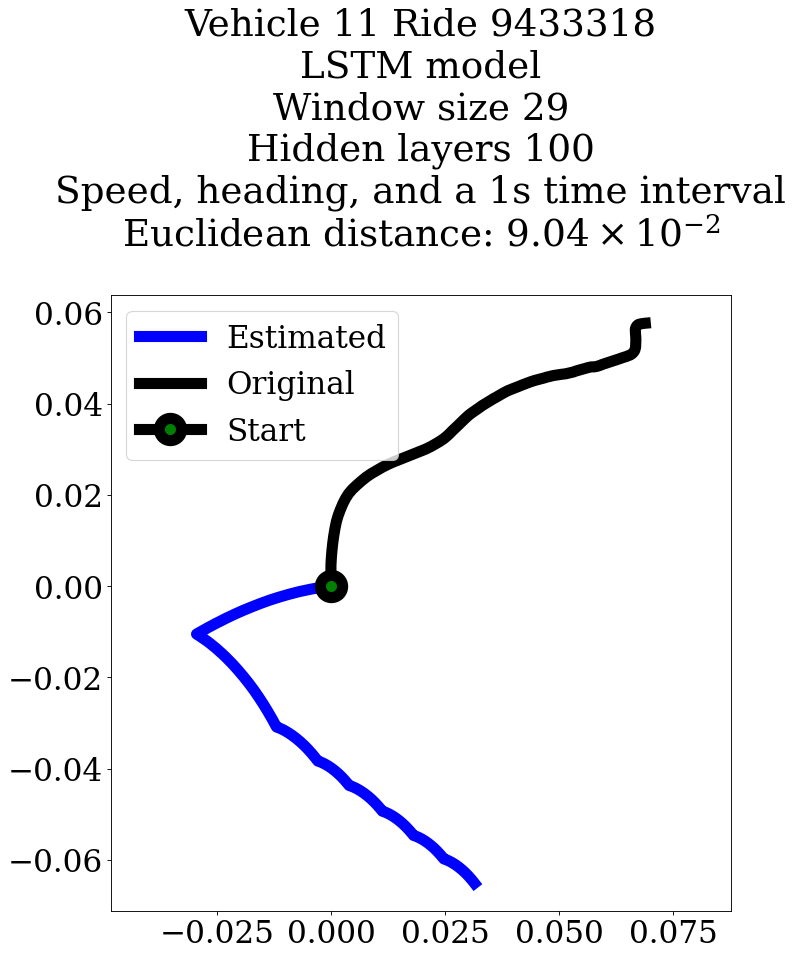 Vehicle 11 Ride 9433318
LSTM model
Window size 29
Hidden layers 100
Speed, heading, and a 1s time interval
Euclidean distance: 9.04 × 10⁻²
Estimated
Original
Start
0.06
0.04
0.02
0.00
−0.02
−0.04
−0.06
−0.025 0.000 0.025 0.050 0.075